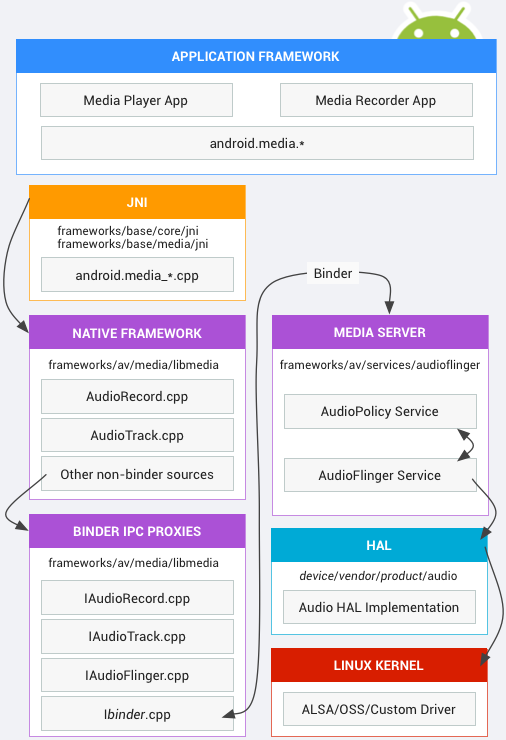 APPLICATION FRAMEWORK
Media Player App
Media Recorder App
android.media.*
JNI
frameworks/base/core/jni
frameworks/base/media/jni
android.media_*.cpp
Binder
NATIVE FRAMEWORK
frameworks/av/media/libmedia
AudioRecord.cpp
AudioTrack.cpp
Other non-binder sources
MEDIA SERVER
frameworks/av/services/audioflinger
AudioPolicy Service
AudioFlinger Service
BINDER IPC PROXIES
frameworks/av/media/libmedia
IAudioRecord.cpp
IAudioTrack.cpp
IAudioFlinger.cpp
Ibinder.cpp
HAL
device/vendor/product/audio
Audio HAL Implementation
LINUX KERNEL
ALSA/OSS/Custom Driver